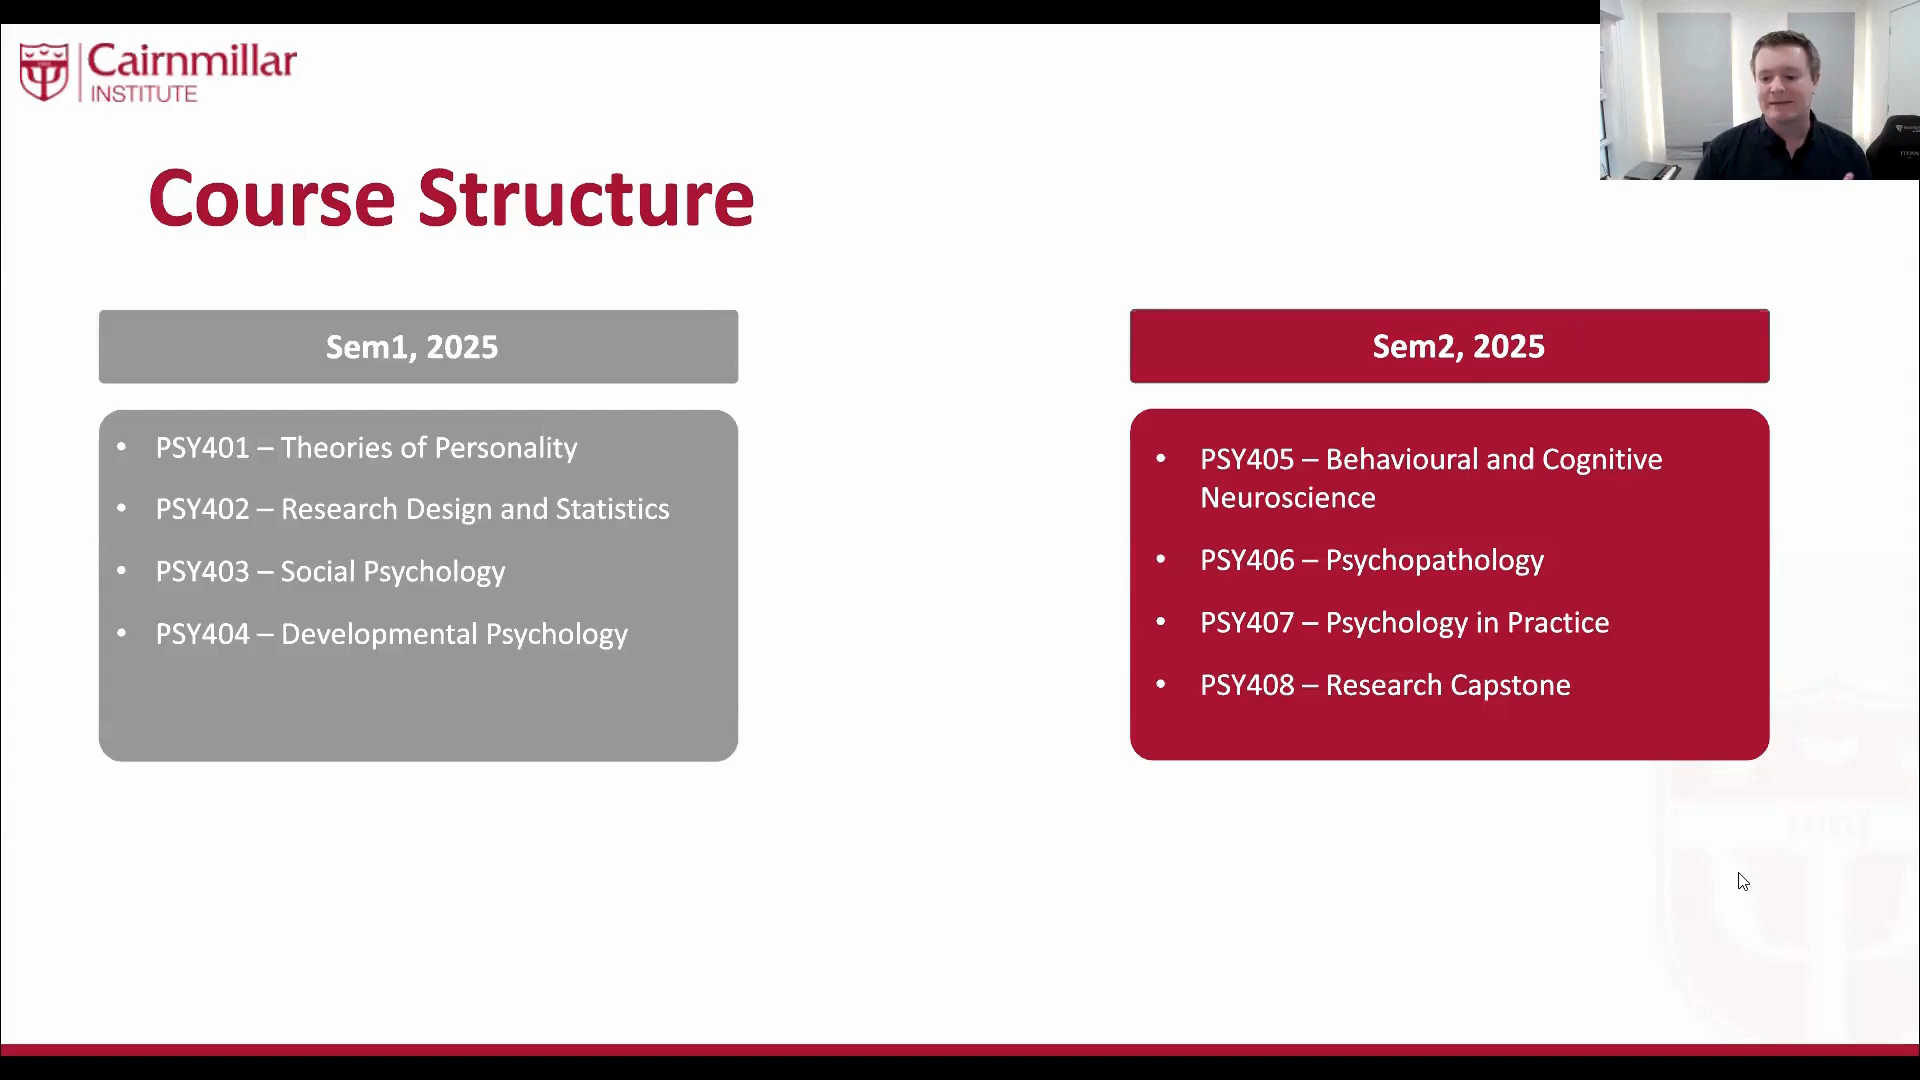 Cairnmillar
INSTITUTE
Course Structure
Sem1, 2025
• PSY401 – Theories of Personality
• PSY402 – Research Design and Statistics
• PSY403 – Social Psychology
• PSY404 – Developmental Psychology
Sem2, 2025
• PSY405 – Behavioural and Cognitive
Neuroscience
• PSY406 – Psychopathology
• PSY407 – Psychology in Practice
• PSY408 – Research Capstone
TITAN